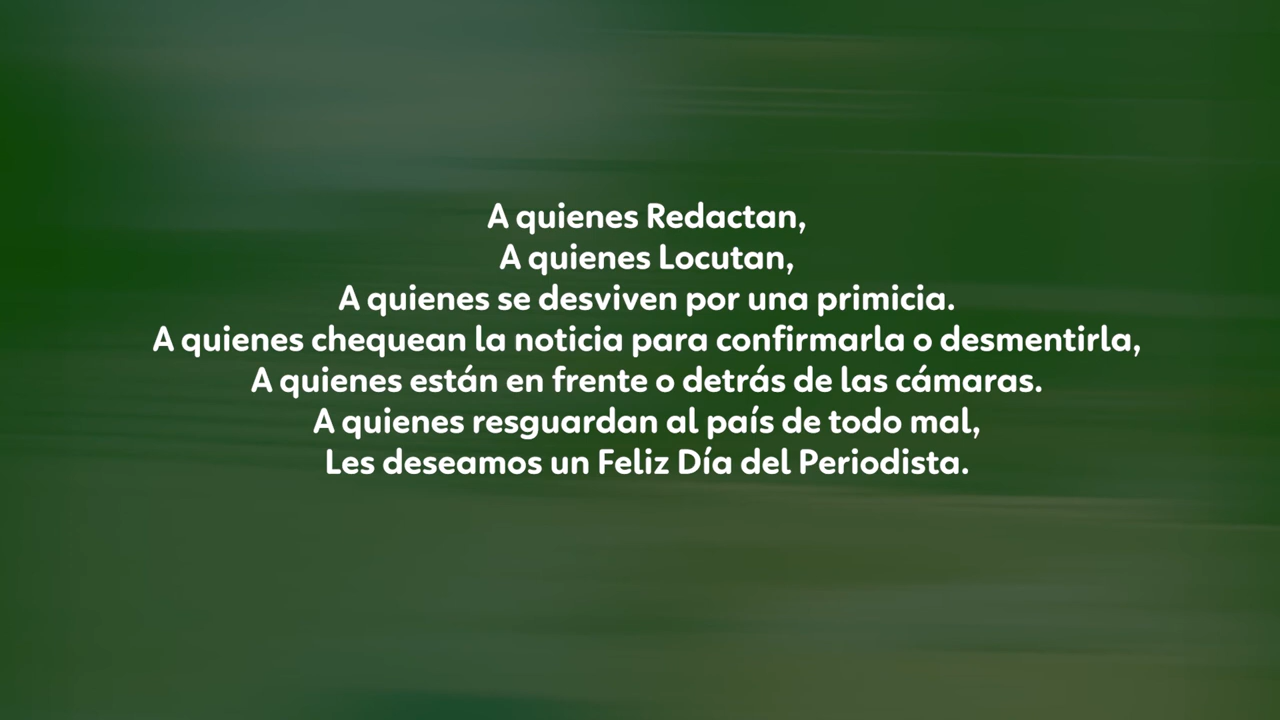 A quienes Redactan,
A quienes Locutan,
A quienes se desviven por una primicia.
A quienes chequean la noticia para confirmarla o desmentirla,
A quienes están en frente o detrás de las cámaras.
A quienes resguardan al país de todo mal,
Les deseamos un Feliz Día del Periodista.